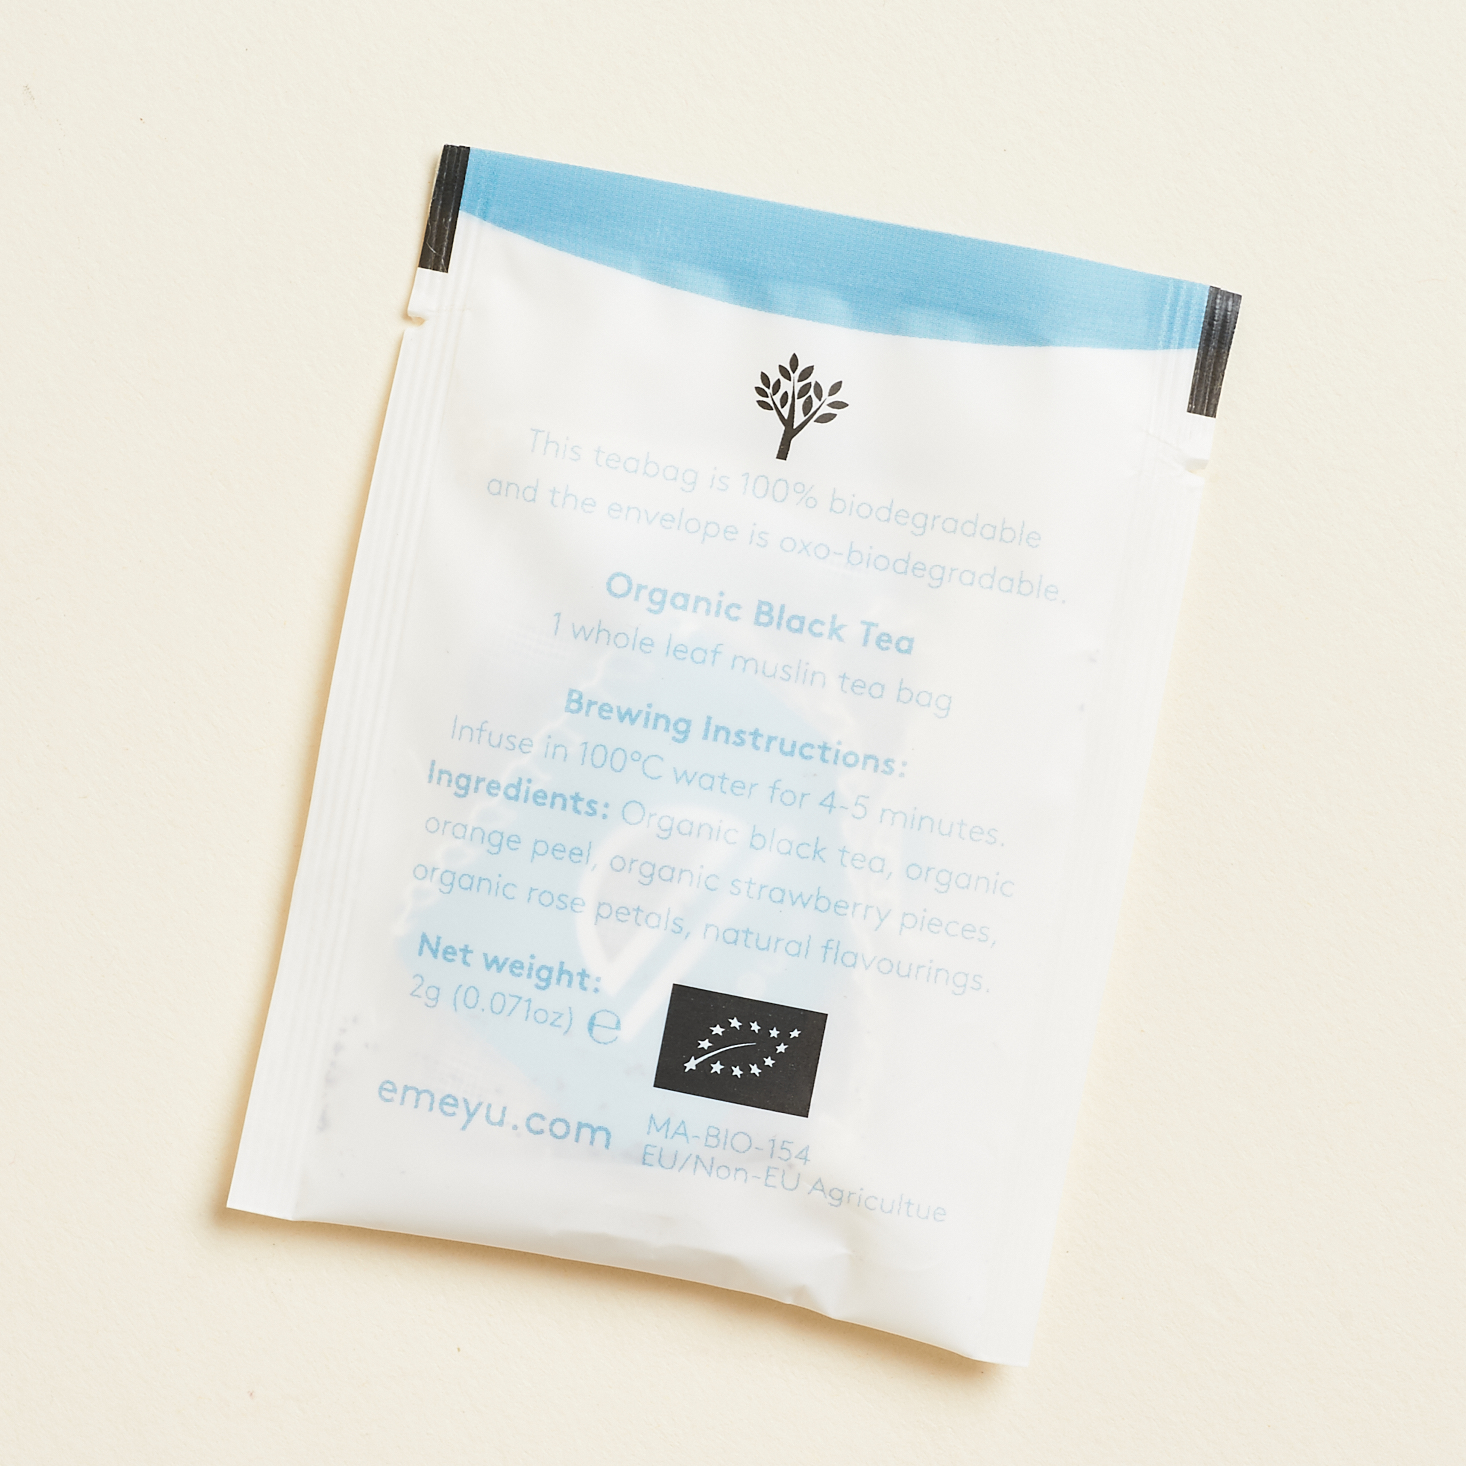 This teabag is 100% biodegradable
and the envelope is oxo-biodegradable.
Organic Black Tea
1 whole leaf muslin tea bag
Brewing Instructions:
Infuse in 100°C water for 4-5 minutes.
Ingredients: Organic black tea, organic
orange peel, organic strawberry pieces,
organic rose petals, natural flavourings.
Net weight:
2g (0.071oz) ℮
emeyu.com
MA-BIO-154
EU/Non-EU Agricultue